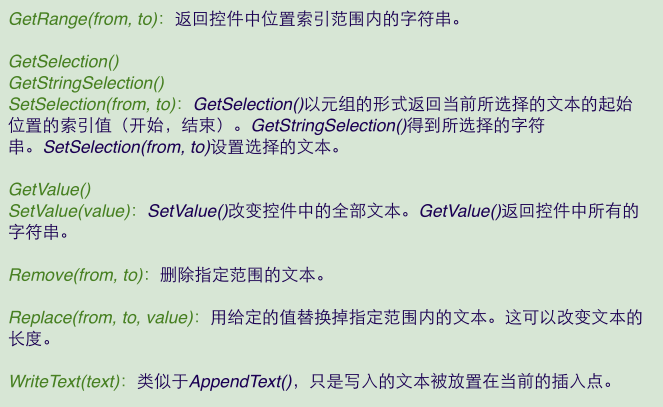 GetRange(from, to)：返回控件中位置索引范围内的字符串。
GetSelection()
GetStringSelection()
SetSelection(from, to)：GetSelection()以元组的形式返回当前所选择的文本的起始
位置的索引值（开始，结束）。GetStringSelection()得到所选择的字符
串。SetSelection(from, to)设置选择的文本。
GetValue()
SetValue(value)：SetValue()改变控件中的全部文本。GetValue()返回控件中所有的
字符串。
Remove(from, to)：删除指定范围的文本。
Replace(from, to, value)：用给定的值替换掉指定范围内的文本。这可以改变文本的
长度。
WriteText(text)：类似于AppendText()，只是写入的文本被放置在当前的插入点。